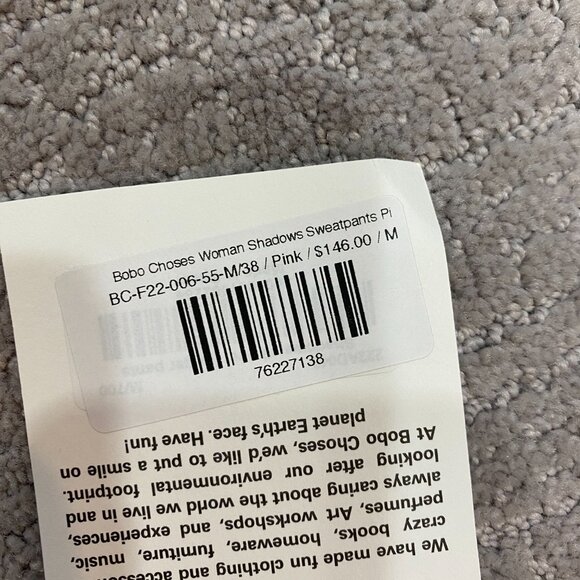 Bobo Choses Woman Shadows Sweatpants Pi
BC-F22-006-55-M/38 / Pink / $146.00 / M
76227138
We have made fun clothing and accesso
crazy books, homeware, furniture, music,
perfumes, Art workshops, and experiences,
always caring about the world we live in and
looking after our environmental footprint.
At Bobo Choses, we'd like to put a smile on
planet Earth's face. Have fun!